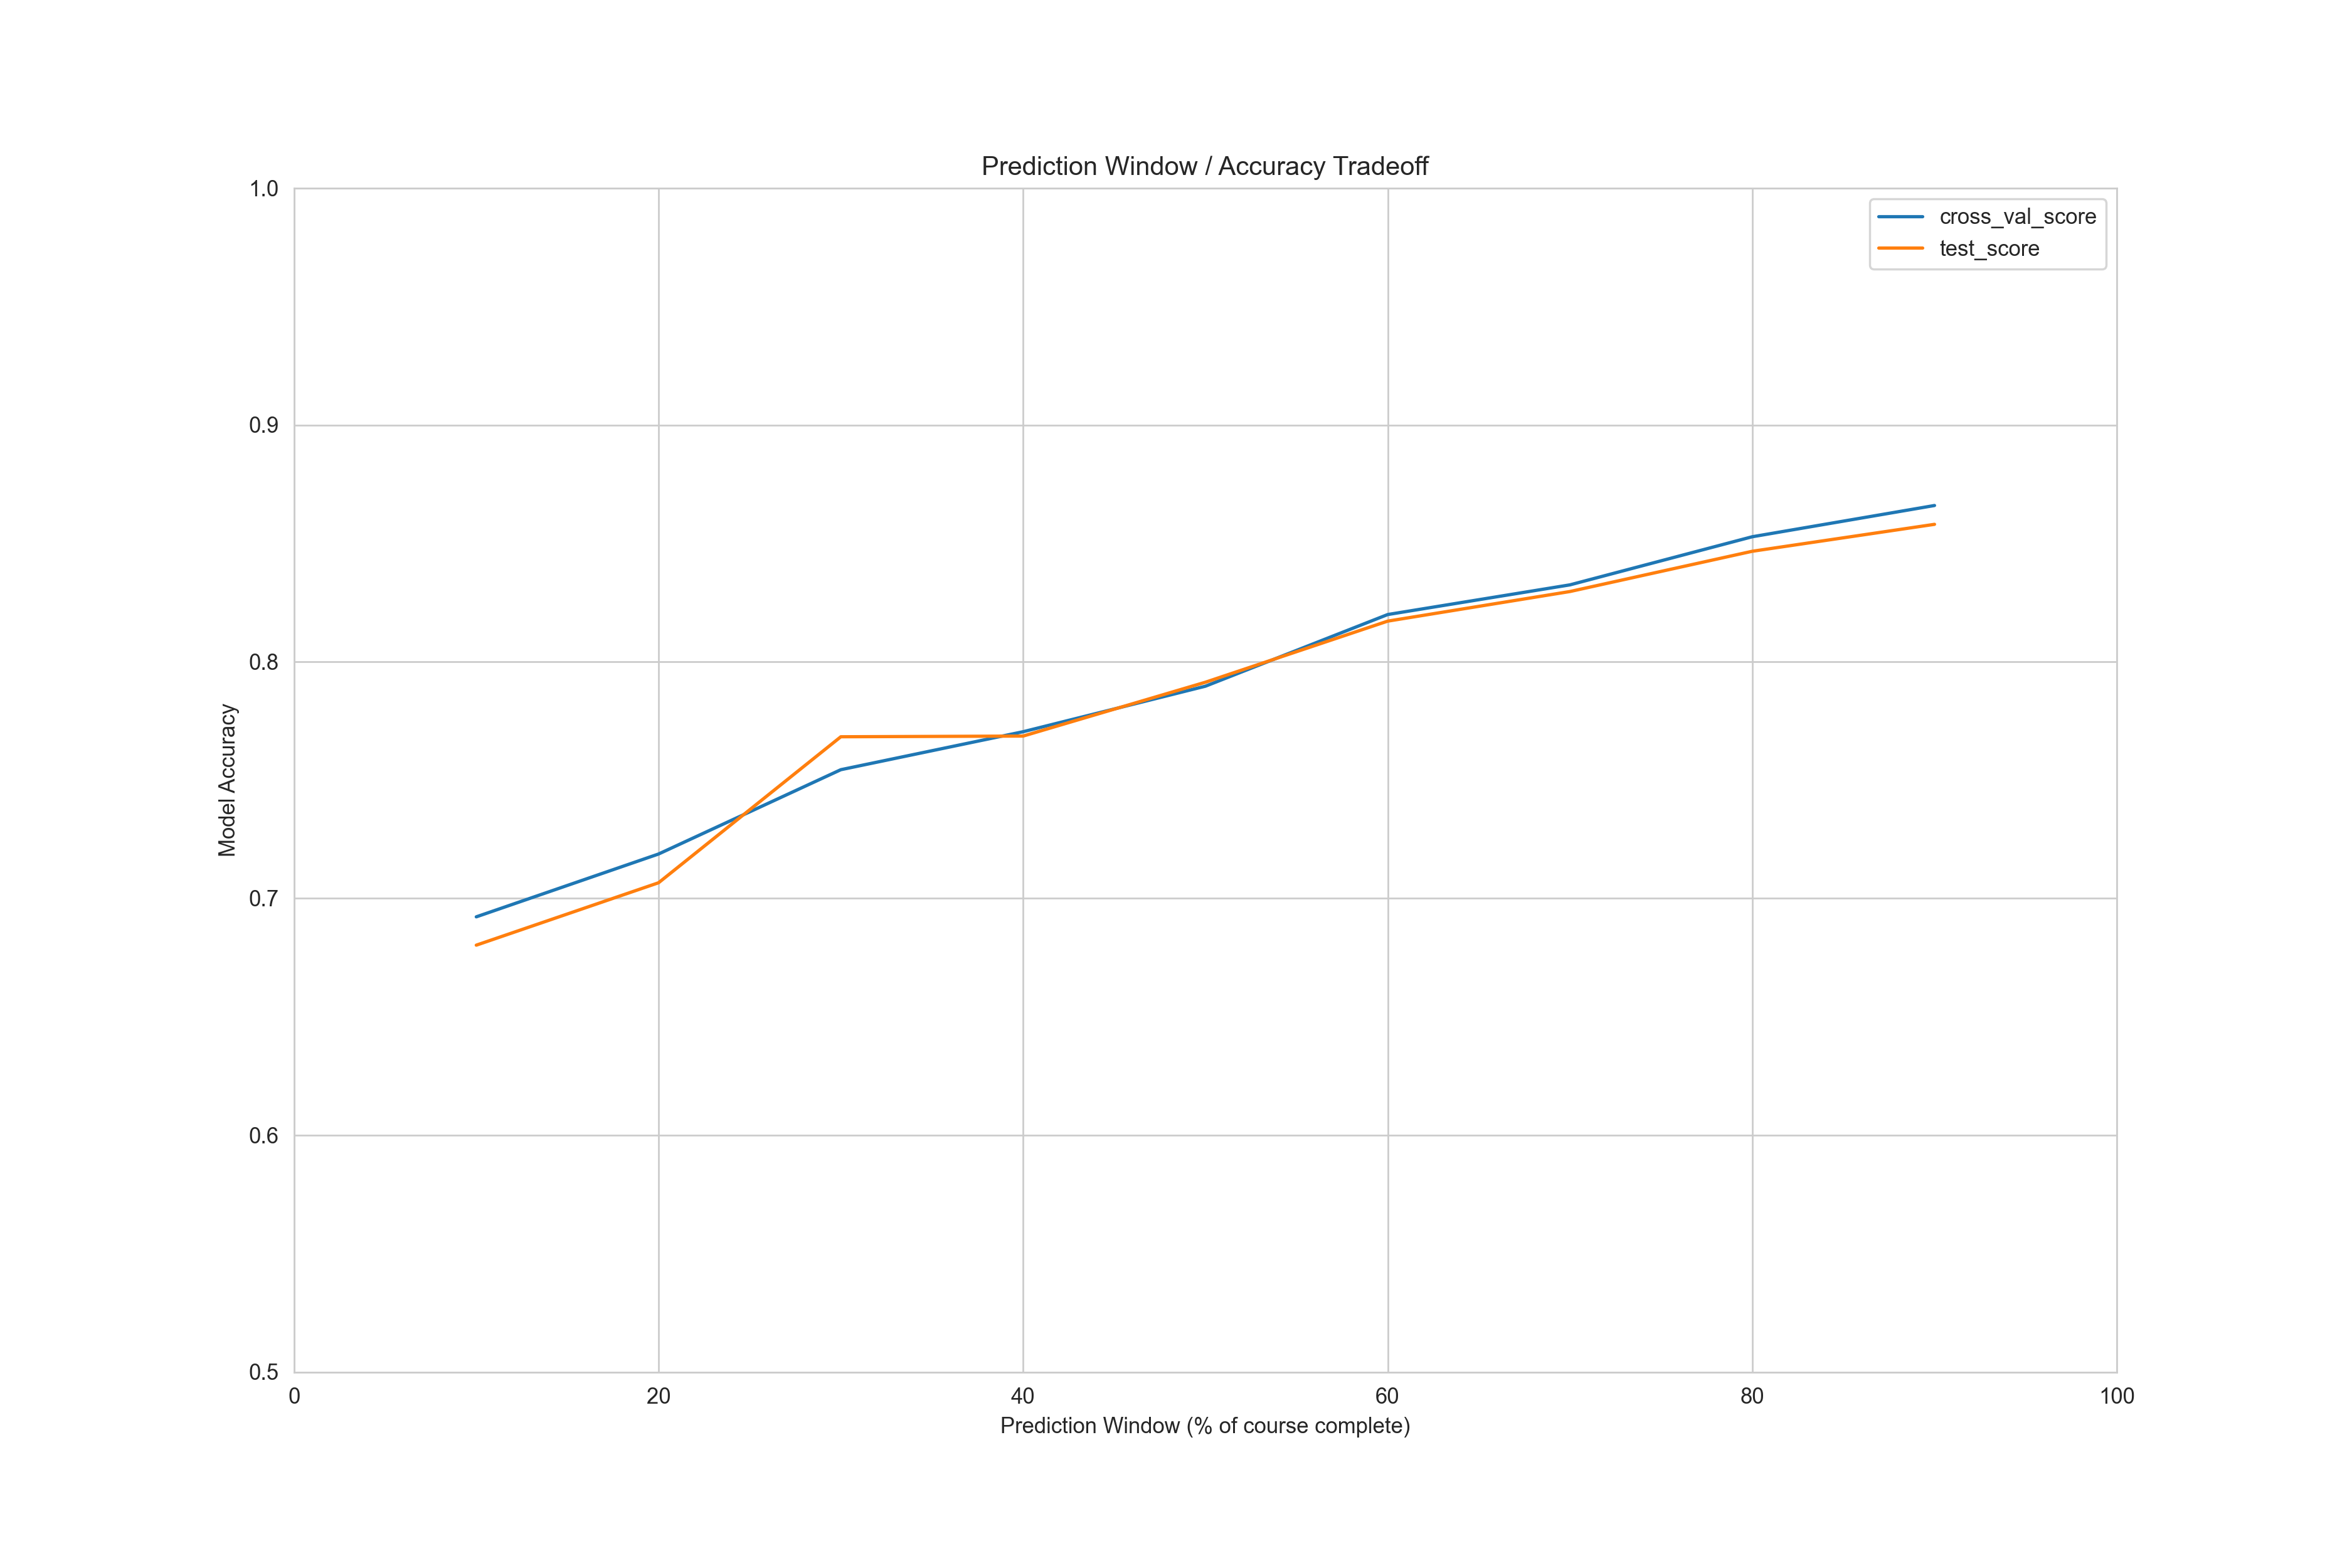 Prediction Window / Accuracy Tradeoff
1.0
0.9
0.8
0.7
0.6
0.5
Model Accuracy
cross_val_score
test_score
0 20 40 60 80 100
Prediction Window (% of course complete)